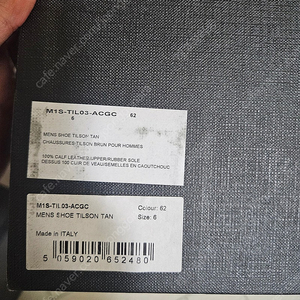 M1S-TIL03-ACGC 62
6
MENS SHOE TILSON TAN
CHAUSSURES TILSON BRUN POUR HOMMES
100% CALF LEATHER UPPER/RUBBER SOLE
DESSUS 100 CUIR DE VEAU/SEMELLES EN CAOUTCHOUC
M1S-TIL03-ACGC Colour: 62
MENS SHOE TILSON TAN Size: 6
Made in ITALY
5 059020 652480